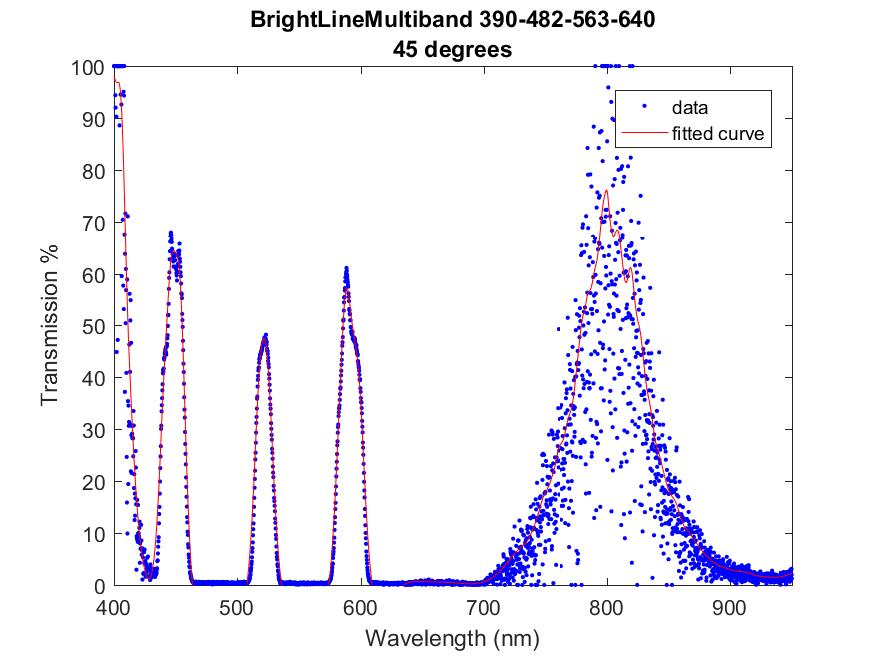 BrightLineMultiband 390-482-563-640
45 degrees
100
90
80
70
60
50
40
30
20
10
0
Transmission %
data
fitted curve
400 500 600 700 800 900
Wavelength (nm)